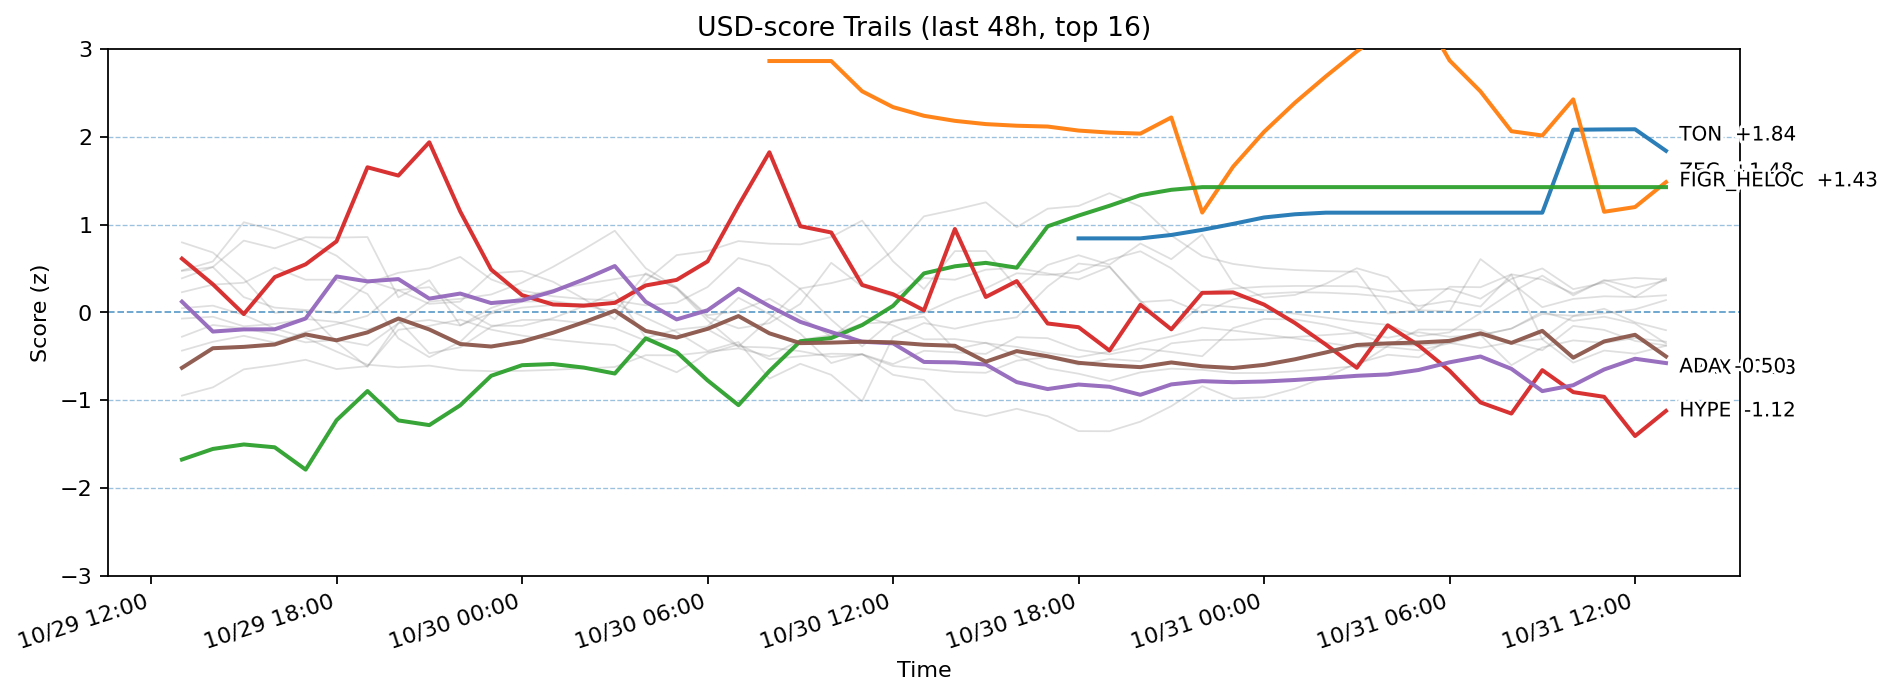 USD-score Trails (last 48h, top 16)
Score (z)
3
2
1
0
−1
−2
−3
TON +1.84
ZEC +1.48
FIGR_HELOC +1.43
HYPE -1.12
10/29 12:00
10/29 18:00
10/30 00:00
10/30 06:00
10/30 12:00
10/30 18:00
10/31 00:00
10/31 06:00
10/31 12:00
Time